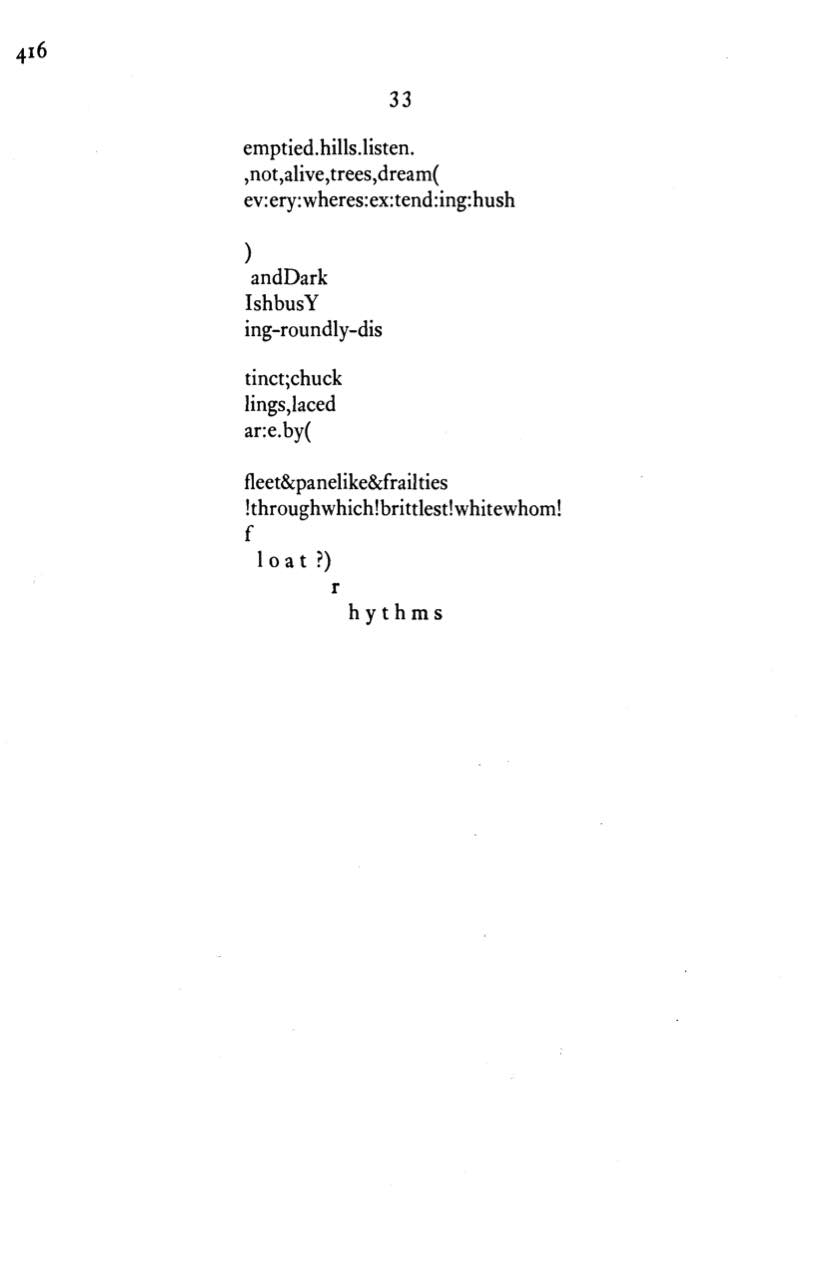 416
33
emptied.hills.listen.
,not,alive,trees,dream(
ev:ery:wheres:ex:tend:ing:hush
)
andDark
IshbusY
ing-roundly-dis
tinct;chuck
lings,laced
ar:e.by(
fleet&panelike&frailties
!throughwhich!brittlest!whitewhom!
f
l o a t ?)
r
h y t h m s